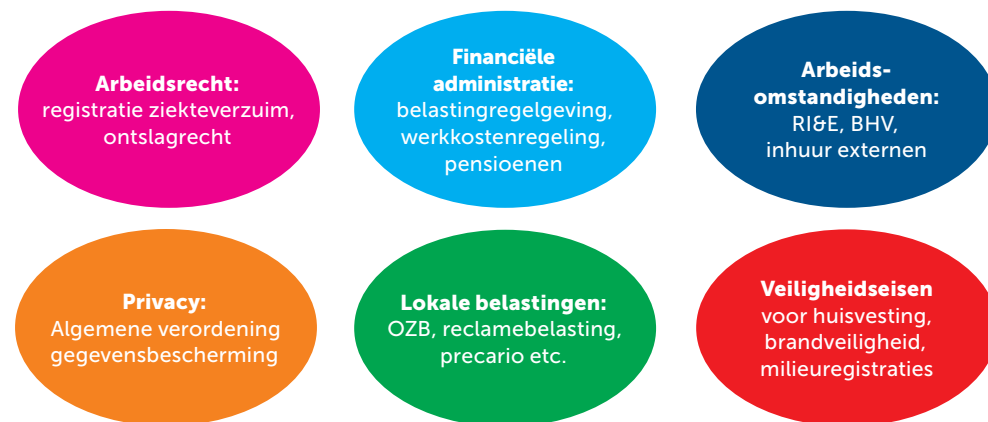 Arbeidsrecht:
registratie ziekteverzuim,
ontslagrecht
Financiële
administratie:
belastingregelgeving,
werkkostenregeling,
pensioenen
Arbeids-
omstandigheden:
RI&E, BHV,
inhuur externen
Privacy:
Algemene verordening
gegevensbescherming
Lokale belastingen:
OZB, reclamebelasting,
precario etc.
Veiligheidseisen
voor huisvesting,
brandveiligheid,
milieuregistraties